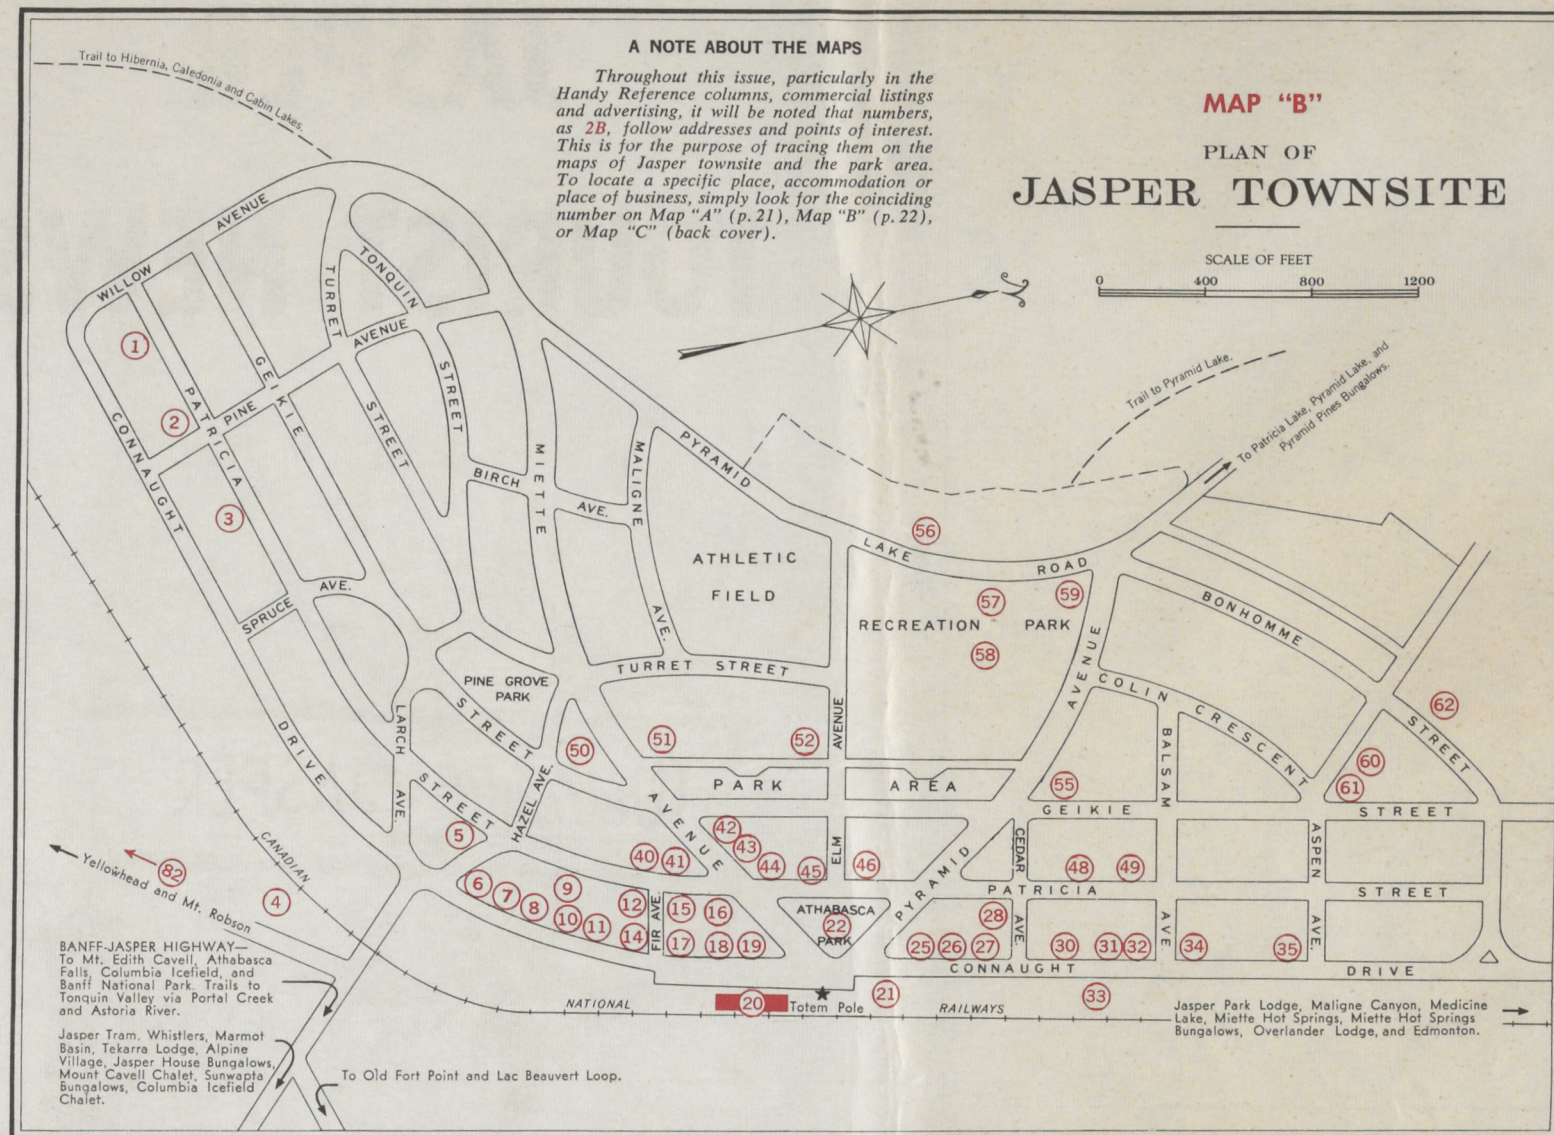 A NOTE ABOUT THE MAPS
Throughout this issue, particularly in the
Handy Reference columns, commercial listings
and advertising, it will be noted that numbers,
as 2B, follow addresses and points of interest.
This is for the purpose of tracing them on the
maps of Jasper townsite and the park area.
To locate a specific place, accommodation or
place of business, simply look for the coinciding
number on Map "A" (p. 21), Map "B" (p. 22),
or Map "C" (back cover).
MAP "B"
PLAN OF
JASPER TOWNSITE
SCALE OF FEET
0 400 800 1200
Trail to Hibernia, Caledonia and Cabin Lakes.
Trail to Pyramid Lake.
To Patricia Lake, Pyramid Lake, and
Pyramid Pines Bungalows.
WILLOW AVENUE
TURRET
STREET
TONQUIN
STREET
PINE
AVENUE
GEIKIE
STREET
PATRICIA
STREET
CONNAUGHT
DRIVE
BIRCH
AVE.
MIETTE
AVENUE
MALIGNE
AVE.
PYRAMID
LAKE
ROAD
SPRUCE
AVE.
PINE GROVE
PARK
LARCH
AVE.
HAZEL AVE.
ATHLETIC
FIELD
RECREATION PARK
TURRET STREET
ELM
AVENUE
PARK AREA
PYRAMID
AVENUE
BONHOMME
STREET
COLIN CRESCENT
BALSAM
AVE.
GEIKIE
STREET
CEDAR
AVE.
ASPEN
AVE.
PATRICIA
STREET
FIR AVE.
ATHABASCA
PARK
CONNAUGHT
DRIVE
CANADIAN
NATIONAL
RAILWAYS
Totem Pole
1
2
3
4
5
6
7
8
9
10
11
12
14
15
16
17
18
19
20
21
22
25
26
27
28
30
31
32
33
34
35
40
41
42
43
44
45
46
48
49
50
51
52
55
56
57
58
59
60
61
62
82
Yellowhead and Mt. Robson
BANFF-JASPER HIGHWAY—
To Mt. Edith Cavell, Athabasca
Falls, Columbia Icefield, and
Banff National Park. Trails to
Tonquin Valley via Portal Creek
and Astoria River.
Jasper Tram, Whistlers, Marmot
Basin, Tekarra Lodge, Alpine
Village, Jasper House Bungalows,
Mount Cavell Chalet, Sunwapta
Bungalows, Columbia Icefield
Chalet.
To Old Fort Point and Lac Beauvert Loop.
Jasper Park Lodge, Maligne Canyon, Medicine
Lake, Miette Hot Springs, Miette Hot Springs
Bungalows, Overlander Lodge, and Edmonton.